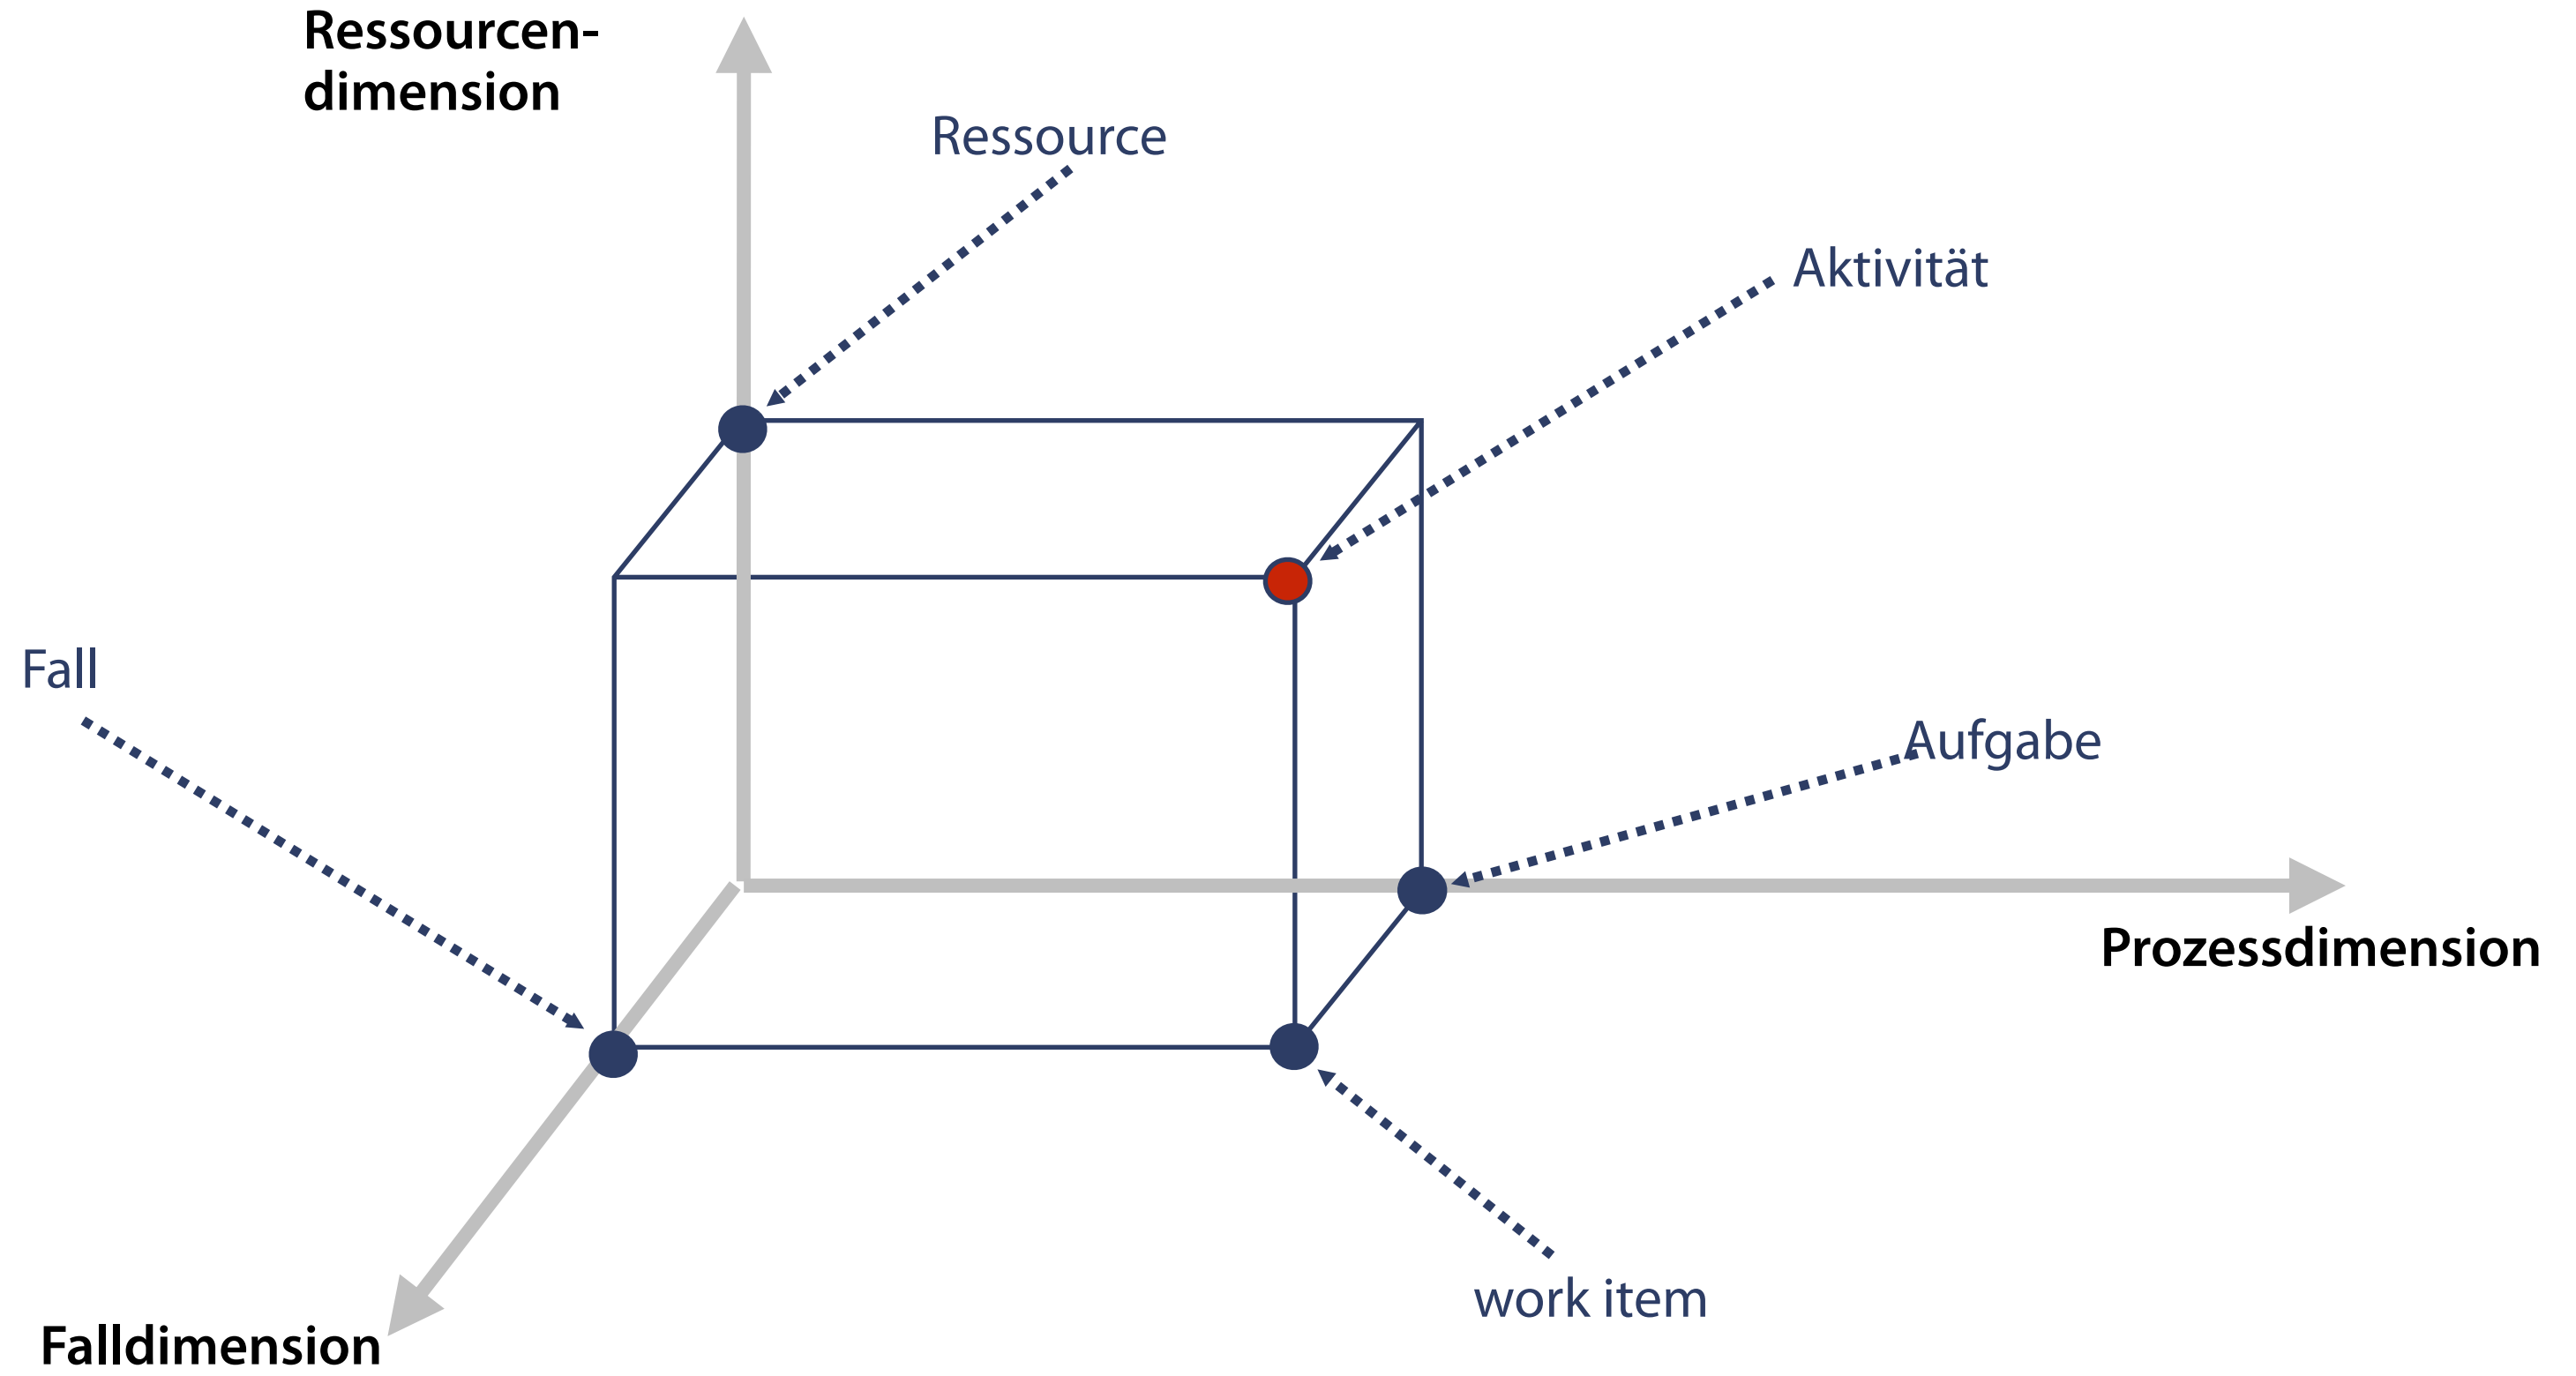 Ressourcen-
dimension
Ressource
Aktivität
Fall
Aufgabe
Prozessdimension
work item
Falldimension